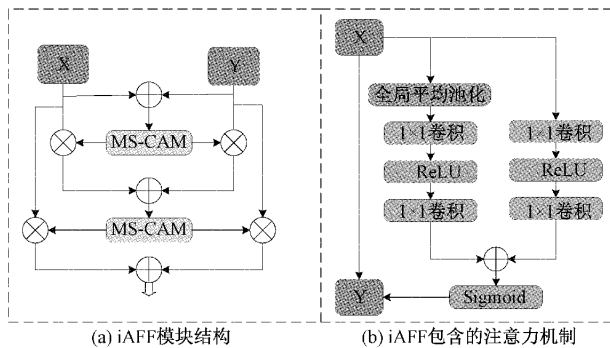 X
Y
MS-CAM
MS-CAM
(a) iAFF模块结构
X
全局平均池化
1×1卷积
1×1卷积
ReLU
ReLU
1×1卷积
1×1卷积
Y
Sigmoid
(b) iAFF包含的注意力机制